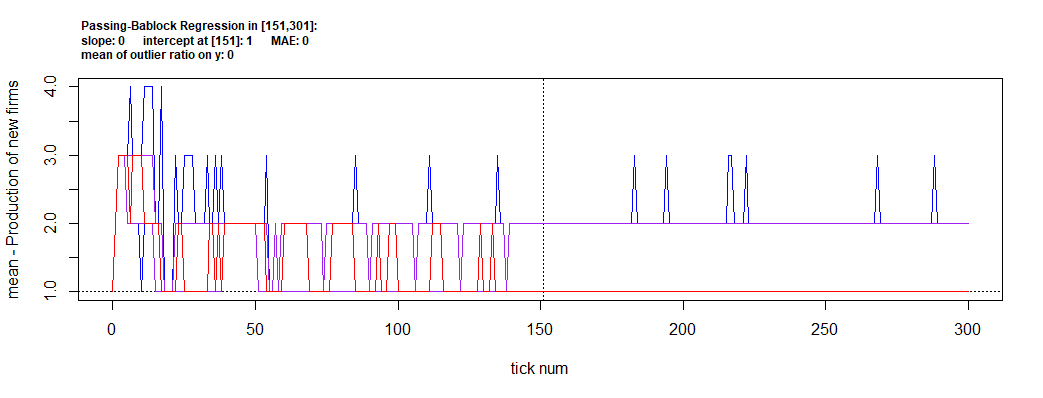 Passing-Bablock Regression in [151,301]:
slope: 0 intercept at [151]: 1 MAE: 0
mean of outlier ratio on y: 0
mean - Production of new firms
4.0
3.0
2.0
1.0
0 50 100 150 200 250 300
tick num